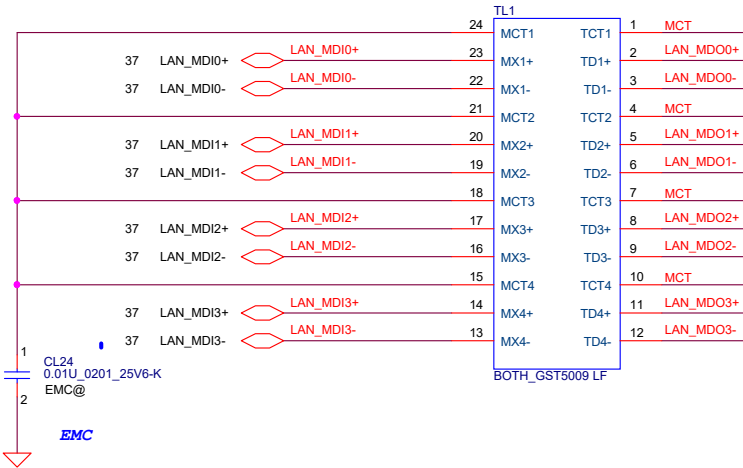 TL1
24 MCT1 TCT1 1 MCT
37 LAN_MDI0+ LAN_MDI0+ 23 MX1+ TD1+ 2 LAN_MDO0+
37 LAN_MDI0- LAN_MDI0- 22 MX1- TD1- 3 LAN_MDO0-
21 MCT2 TCT2 4 MCT
37 LAN_MDI1+ LAN_MDI1+ 20 MX2+ TD2+ 5 LAN_MDO1+
37 LAN_MDI1- LAN_MDI1- 19 MX2- TD2- 6 LAN_MDO1-
18 MCT3 TCT3 7 MCT
37 LAN_MDI2+ LAN_MDI2+ 17 MX3+ TD3+ 8 LAN_MDO2+
37 LAN_MDI2- LAN_MDI2- 16 MX3- TD3- 9 LAN_MDO2-
15 MCT4 TCT4 10 MCT
37 LAN_MDI3+ LAN_MDI3+ 14 MX4+ TD4+ 11 LAN_MDO3+
37 LAN_MDI3- LAN_MDI3- 13 MX4- TD4- 12 LAN_MDO3-
BOTH_GST5009 LF
1
CL24
0.01U_0201_25V6-K
EMC@
2
EMC